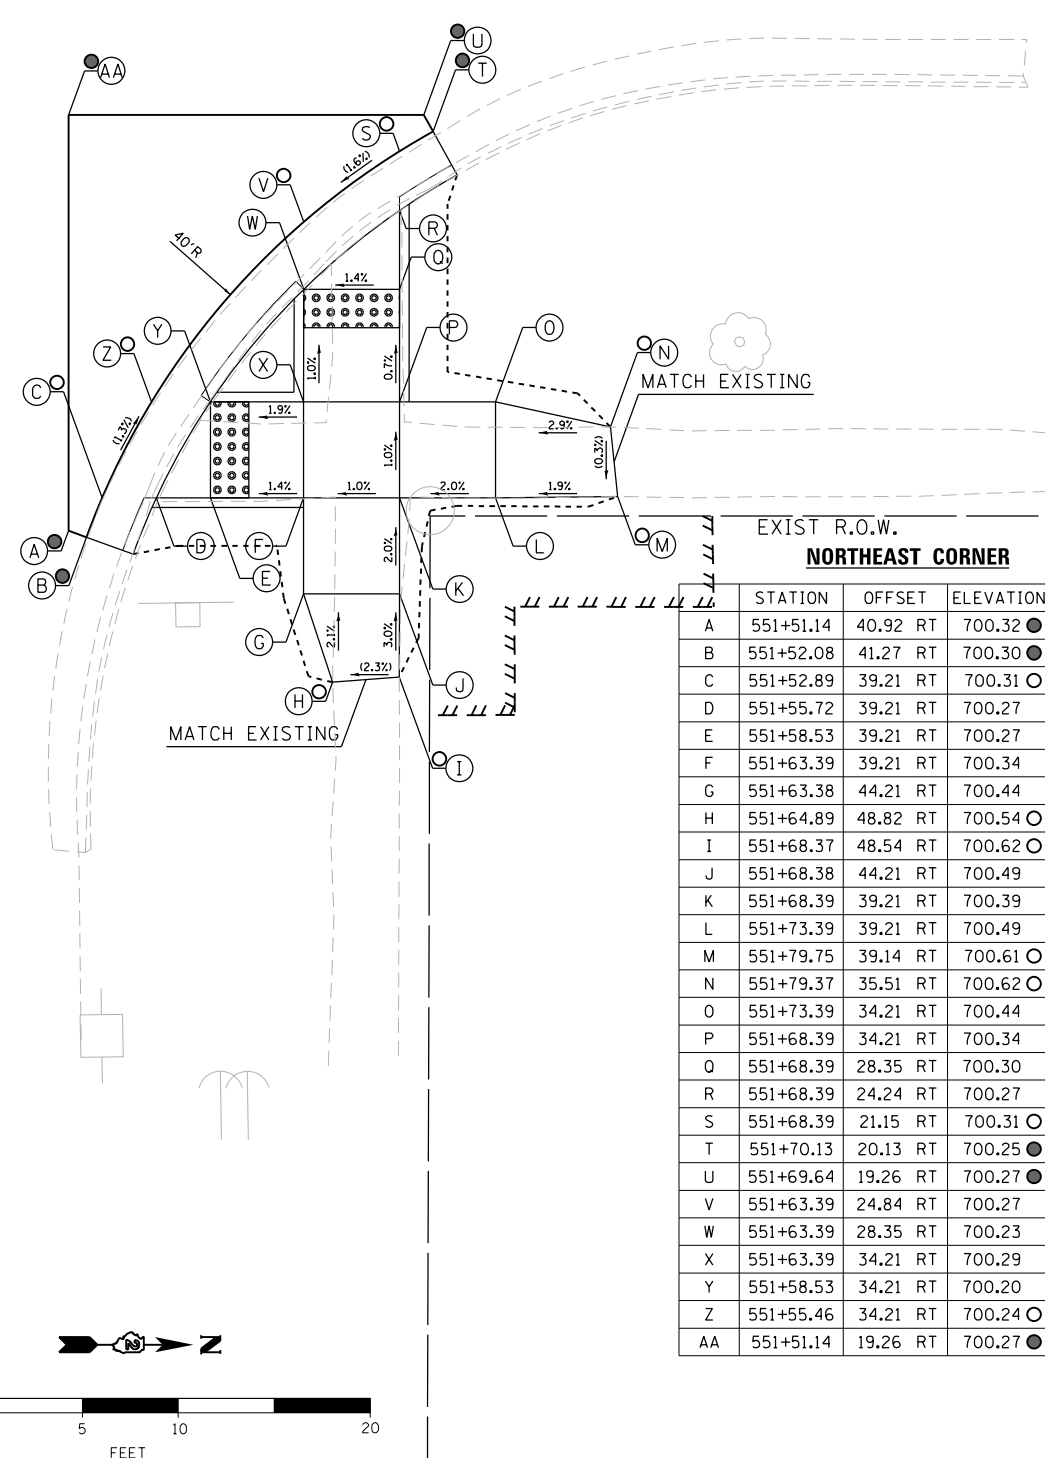 AA
U
T
S
(1.6%)
V
W
R
40'R
Q
1.4%
Y
P
O
Z
X
1.0%
0.7%
N
MATCH EXISTING
C
1.9%
2.9%
(1.3%)
1.0%
(0.3%)
1.4%
1.0%
2.0%
1.9%
A
D
F
L
M
EXIST R.O.W.
B
E
2.0%
K
G
2.1%
3.0%
(2.3%)
J
H
MATCH EXISTING
I
NORTHEAST CORNER
STATION OFFSET ELEVATION
A 551+51.14 40.92 RT 700.32
B 551+52.08 41.27 RT 700.30
C 551+52.89 39.21 RT 700.31
D 551+55.72 39.21 RT 700.27
E 551+58.53 39.21 RT 700.27
F 551+63.39 39.21 RT 700.34
G 551+63.38 44.21 RT 700.44
H 551+64.89 48.82 RT 700.54
I 551+68.37 48.54 RT 700.62
J 551+68.38 44.21 RT 700.49
K 551+68.39 39.21 RT 700.39
L 551+73.39 39.21 RT 700.49
M 551+79.75 39.14 RT 700.61
N 551+79.37 35.51 RT 700.62
O 551+73.39 34.21 RT 700.44
P 551+68.39 34.21 RT 700.34
Q 551+68.39 28.35 RT 700.30
R 551+68.39 24.24 RT 700.27
S 551+68.39 21.15 RT 700.31
T 551+70.13 20.13 RT 700.25
U 551+69.64 19.26 RT 700.27
V 551+63.39 24.84 RT 700.27
W 551+63.39 28.35 RT 700.23
X 551+63.39 34.21 RT 700.29
Y 551+58.53 34.21 RT 700.20
Z 551+55.46 34.21 RT 700.24
AA 551+51.14 19.26 RT 700.27
2
N
5 10 20
FEET